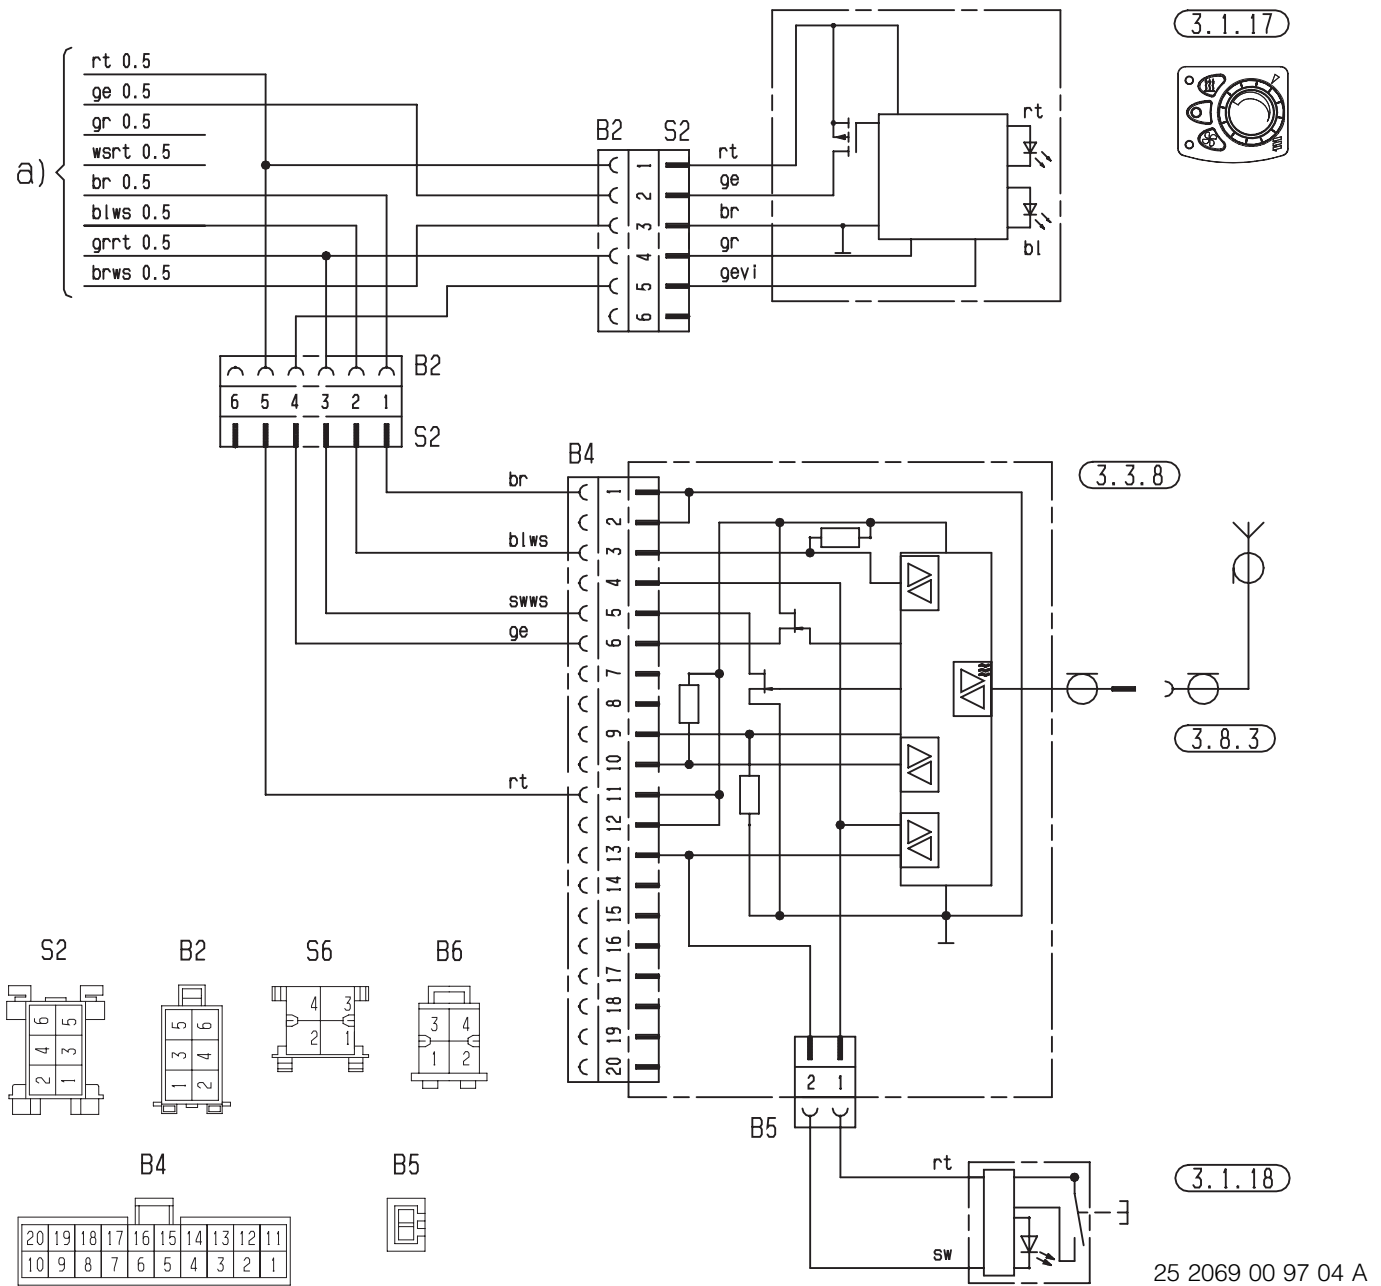 3.1.17
a)
rt 0.5
ge 0.5
gr 0.5
wsrt 0.5
br 0.5
blws 0.5
grrt 0.5
brws 0.5
B2 S2
1
2
3
4
5
6
rt
ge
br
gr
gevi
rt
bl
B2
6 5 4 3 2 1
S2
B4
br
blws
swws
ge
rt
1
2
3
4
5
6
7
8
9
10
11
12
13
14
15
16
17
18
19
20
3.3.8
3.8.3
2 1
B5
rt
sw
3.1.18
S2 B2 S6 B6
6 5
4 3
2 1
5 6
3 4
1 2
4 3
2 1
3 4
1 2
B4 B5
20 19 18 17 16 15 14 13 12 11
10 9 8 7 6 5 4 3 2 1
25 2069 00 97 04 A